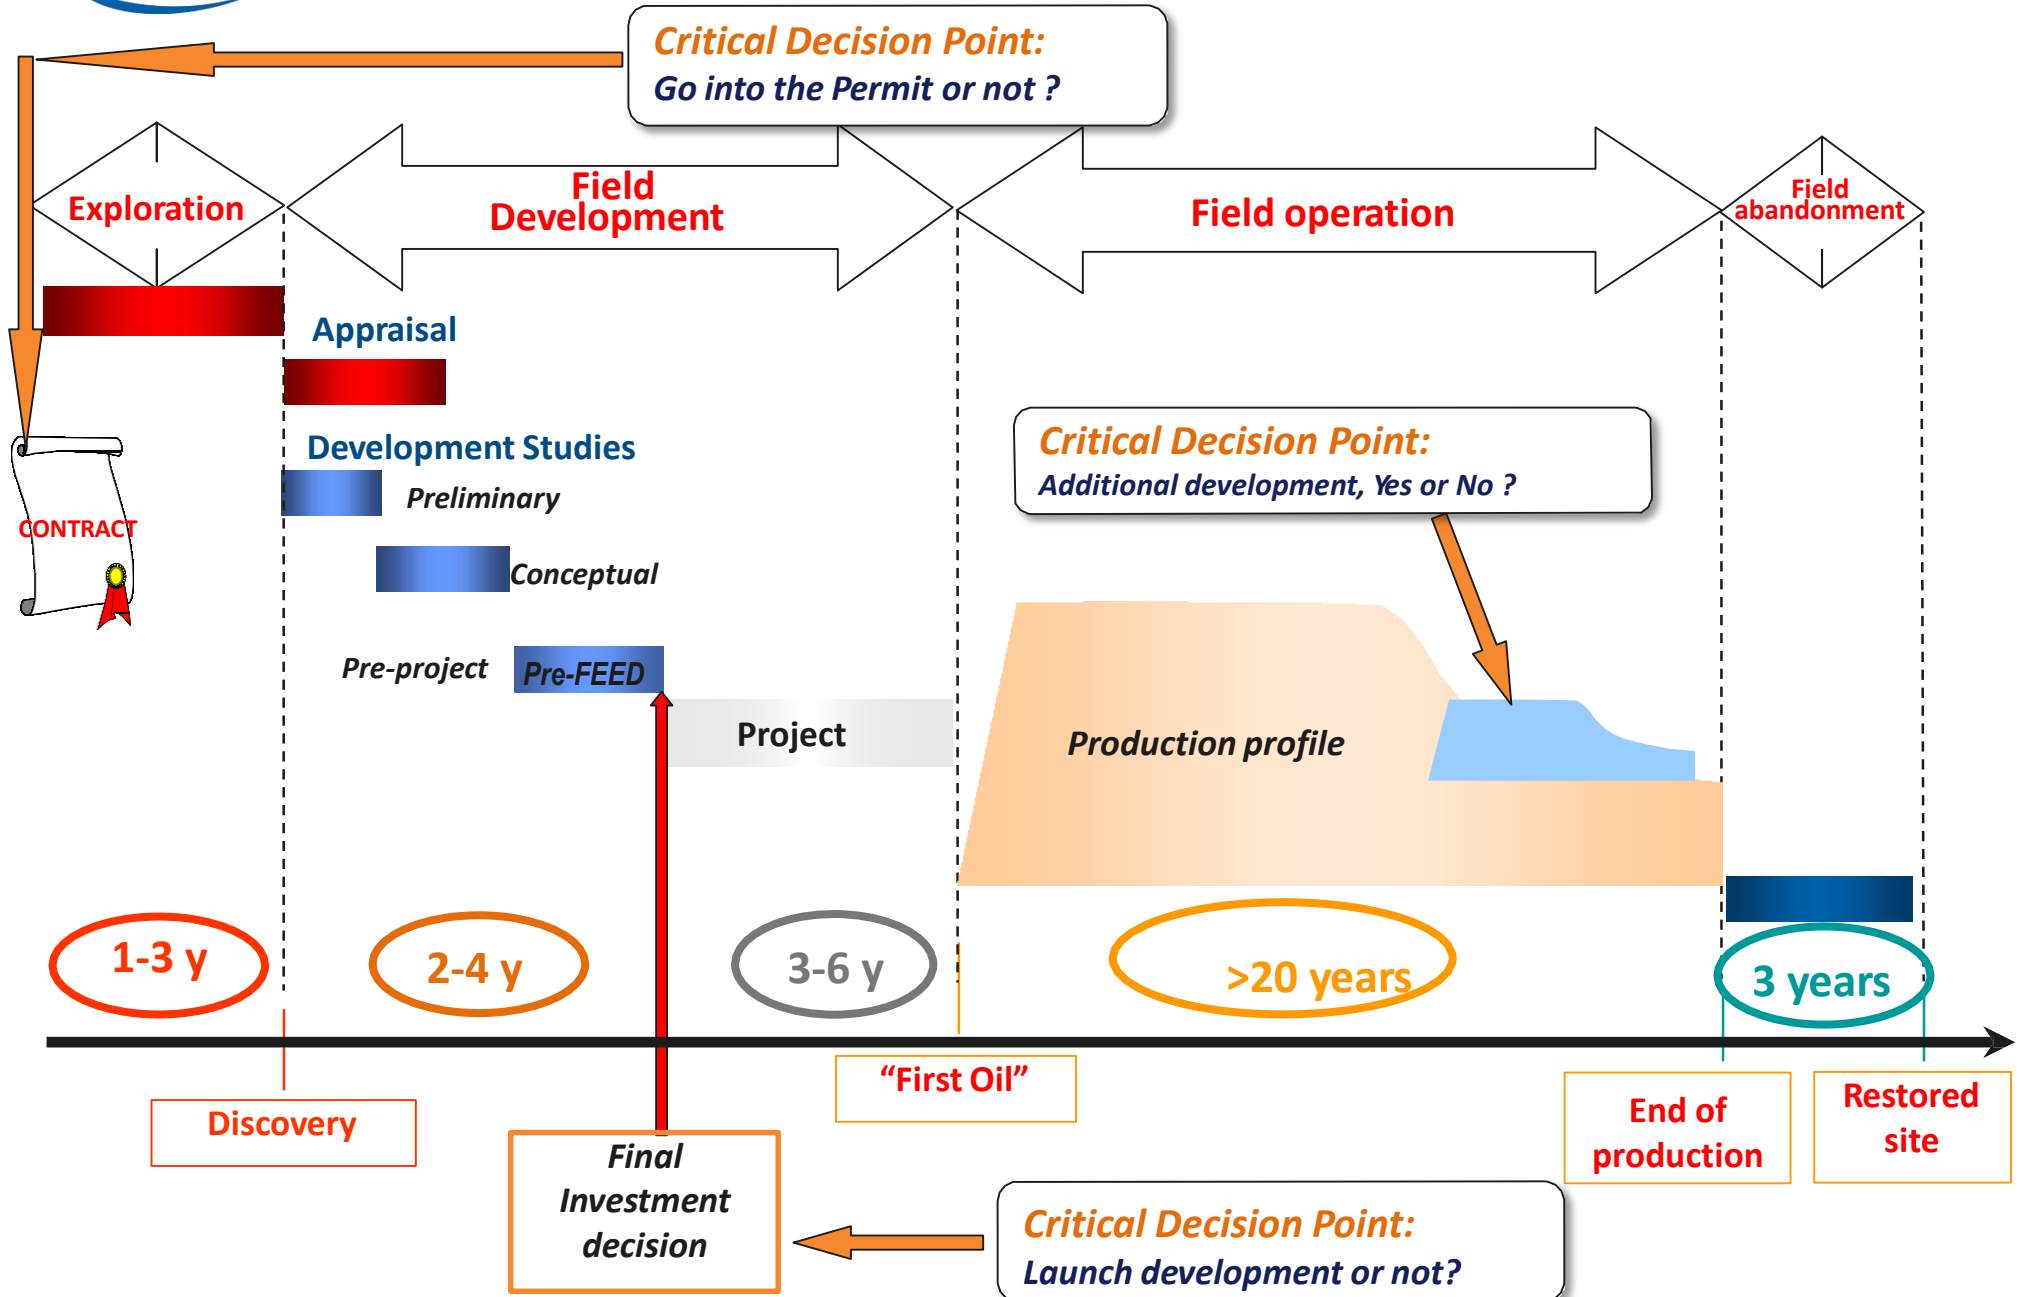 Critical Decision Point:
Go into the Permit or not ?
Exploration
Field
Development
Field operation
Field
abandonment
Appraisal
Development Studies
Preliminary
CONTRACT
Conceptual
Critical Decision Point:
Additional development, Yes or No ?
Pre-project
Pre-FEED
Project
Production profile
1-3 y
2-4 y
3-6 y
>20 years
3 years
“First Oil”
Discovery
End of
production
Restored
site
Final
Investment
decision
Critical Decision Point:
Launch development or not?